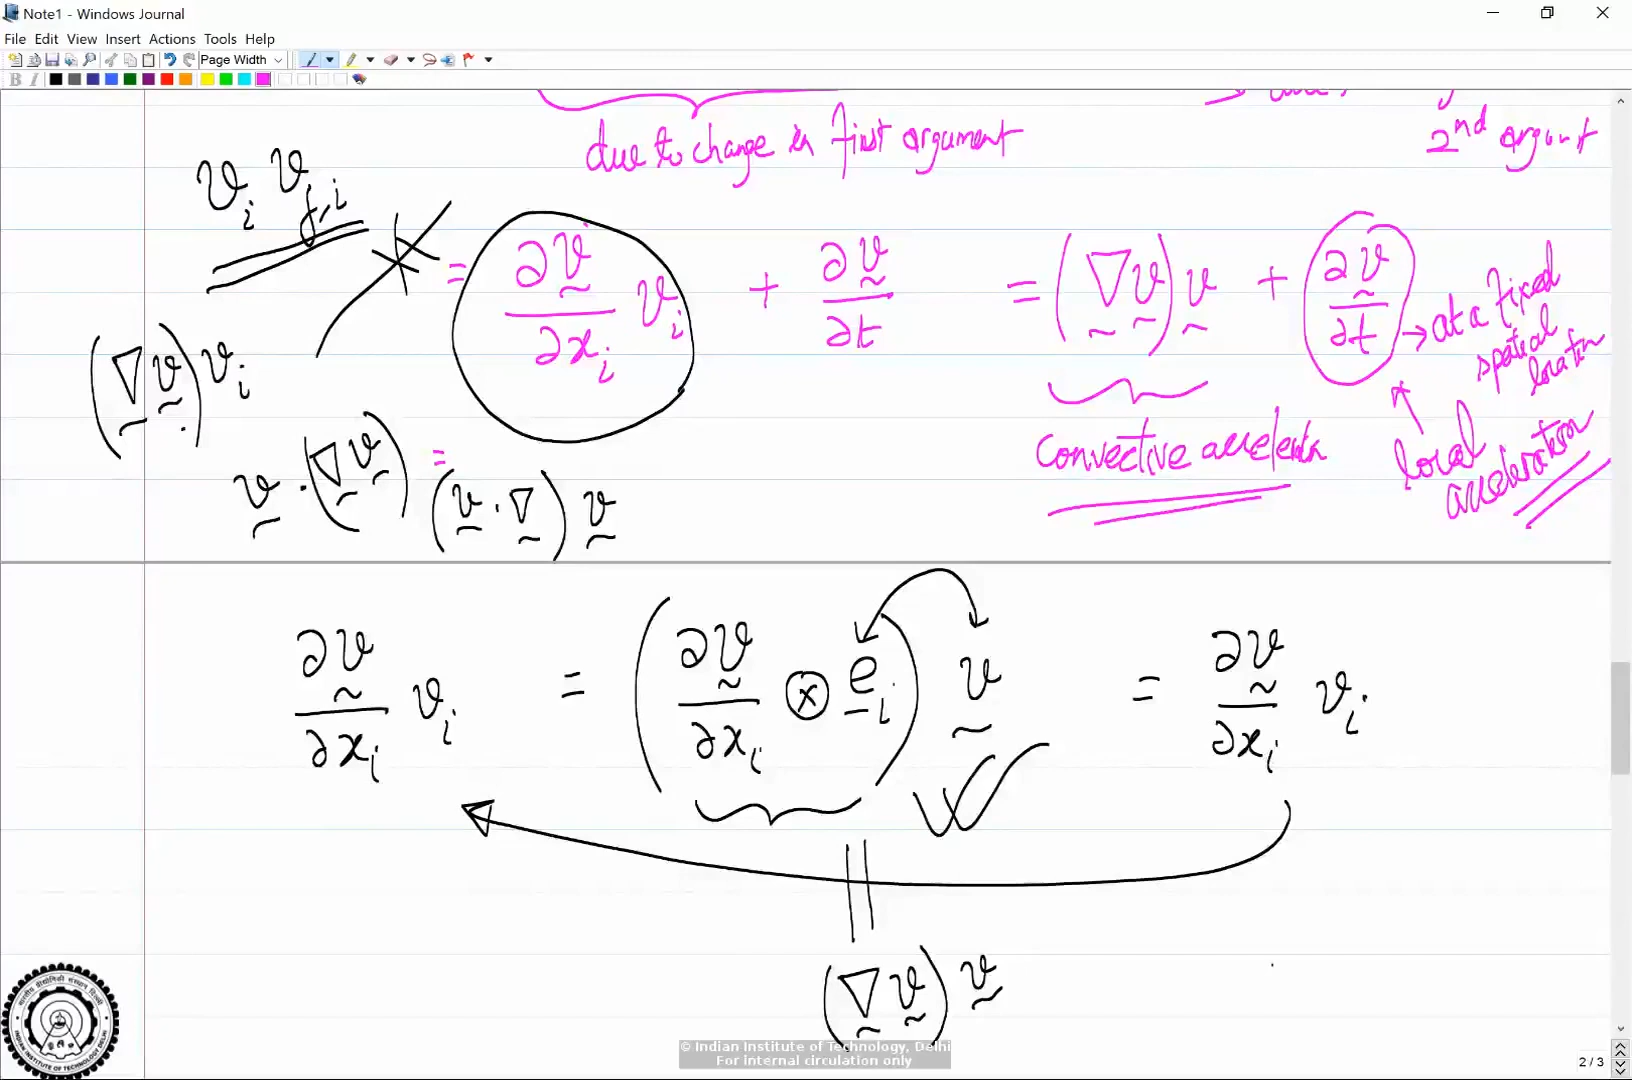 Note1 - Windows Journal
File Edit View Insert Actions Tools Help
Page Width
B I
due to change in first argument
2nd argument
v_i v_{j,i}
= ∂v/∂x_i v_i + ∂v/∂t = (∇v)v + ∂v/∂t → at a fixed spatial location
(∇v)v_i
v·(∇v) = (v·∇)v
convective acceleration
local acceleration
∂v/∂x_i v_i = (∂v/∂x_i ⊗ e_i) v = ∂v/∂x_i v_i
||
(∇v)v
© Indian Institute of Technology, Delhi
For internal circulation only
2 / 3